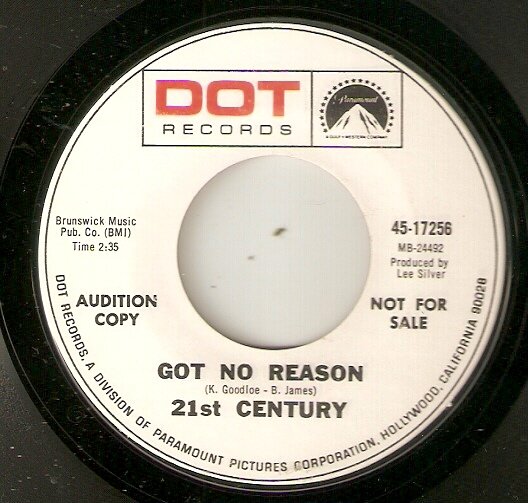 DOT
RECORDS
Paramount
A GULF + WESTERN COMPANY
Brunswick Music
Pub. Co. (BMI)
Time 2:35
45-17256
MB-24492
Produced by
Lee Silver
AUDITION
COPY
NOT FOR
SALE
GOT NO REASON
(K. Goodloe - B. James)
21st CENTURY
DOT RECORDS, A DIVISION OF PARAMOUNT PICTURES CORPORATION, HOLLYWOOD, CALIFORNIA 90028